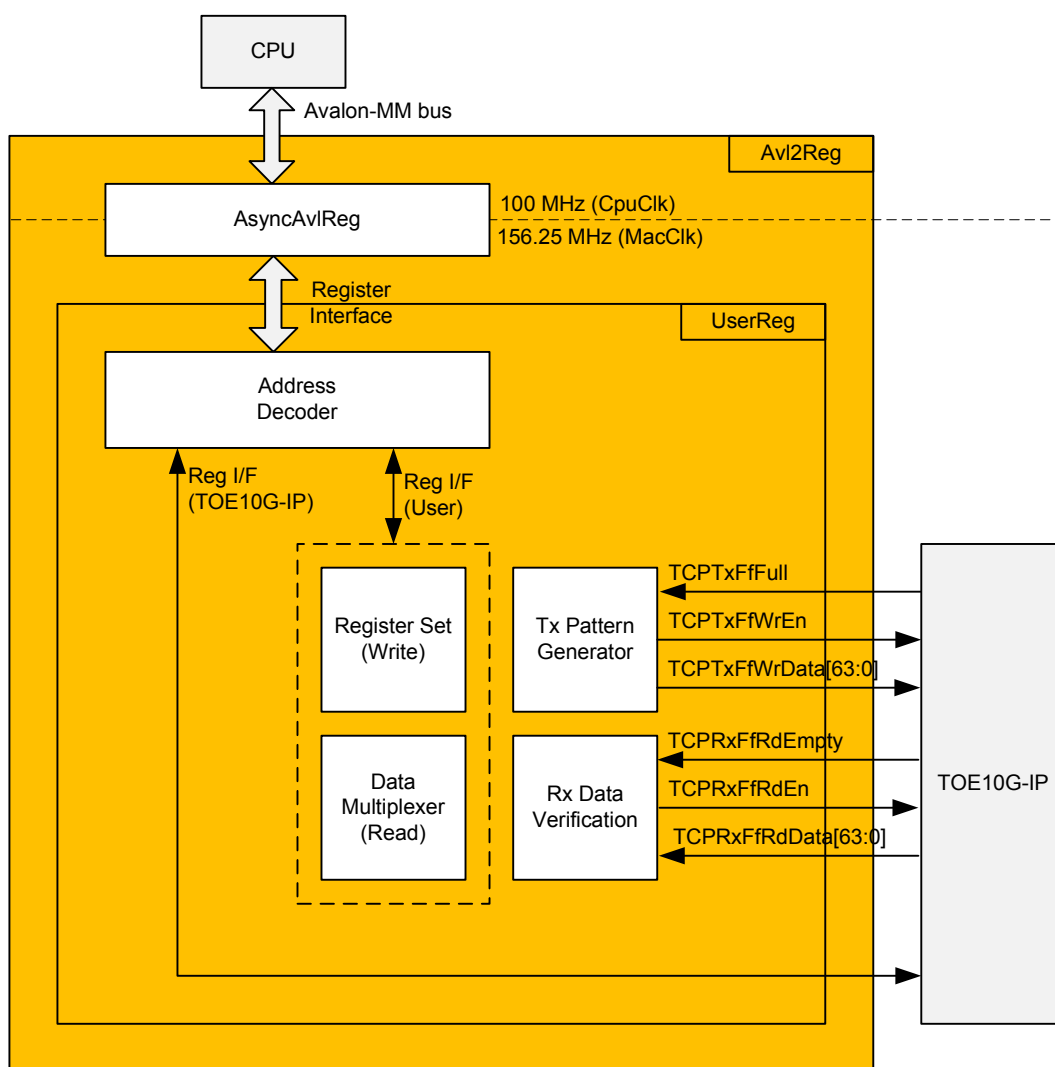 CPU
Avalon-MM bus
Avl2Reg
AsyncAvlReg
100 MHz (CpuClk)
156.25 MHz (MacClk)
Register
Interface
UserReg
Address
Decoder
Reg I/F
(TOE10G-IP)
Reg I/F
(User)
Register Set
(Write)
Tx Pattern
Generator
TCPTxFfFull
TCPTxFfWrEn
TCPTxFfWrData[63:0]
Data
Multiplexer
(Read)
Rx Data
Verification
TCPRxFfRdEmpty
TCPRxFfRdEn
TCPRxFfRdData[63:0]
TOE10G-IP